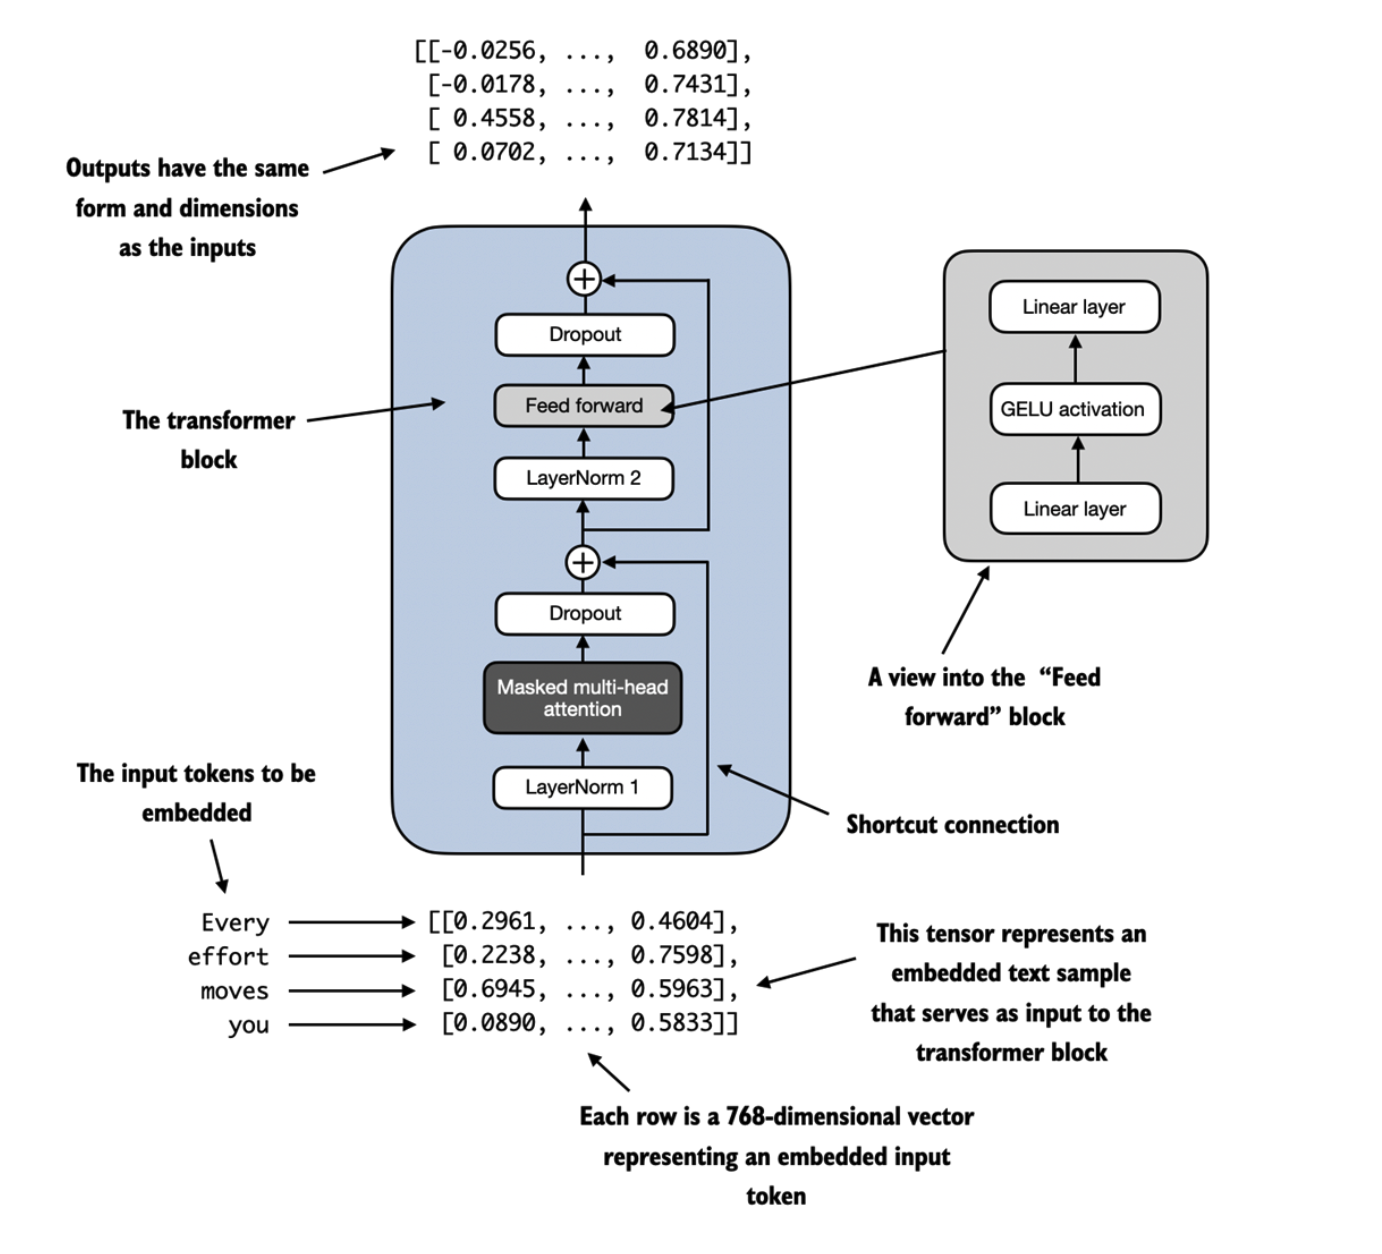 [[-0.0256, ..., 0.6890],
[-0.0178, ..., 0.7431],
[ 0.4558, ..., 0.7814],
[ 0.0702, ..., 0.7134]]
Outputs have the same
form and dimensions
as the inputs
+
Dropout
Feed forward
LayerNorm 2
+
Dropout
Masked multi-head
attention
LayerNorm 1
The transformer
block
Linear layer
GELU activation
Linear layer
A view into the “Feed
forward” block
Shortcut connection
The input tokens to be
embedded
Every [[0.2961, ..., 0.4604],
effort [0.2238, ..., 0.7598],
moves [0.6945, ..., 0.5963],
you [0.0890, ..., 0.5833]]
This tensor represents an
embedded text sample
that serves as input to the
transformer block
Each row is a 768-dimensional vector
representing an embedded input
token